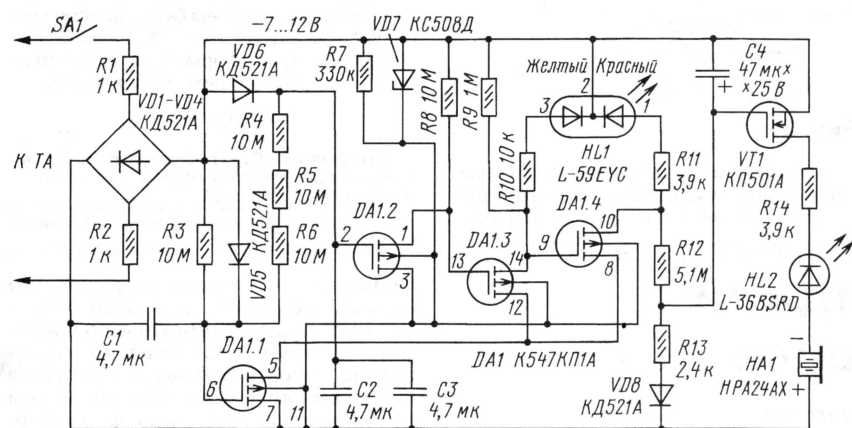 SA1
−7...12 В
VD7 КС508Д
R1
1 к
VD1–VD4
КД521А
К ТА
R2
1 к
R3
10 М
C1
4,7 мк
VD6
КД521А
R4
10 М
R5
10 М
R6
10 М
VD5 КД521А
R7
330к
R8 10 М
R9 1 М
DA1.1
5
6
7
11
DA1.2
1
2
3
C2
4,7 мк
C3
4,7 мк
DA1.3
14
13
12
DA1 К547КП1А
Желтый Красный
2
3
1
HL1
L-59EYC
R10 10 к
R11
3,9 к
DA1.4
10
9
8
R12
5,1 М
R13
2,4 к
VD8
КД521А
C4
47 мк×
×25 В
+
VT1
КП501А
R14
3,9 к
HL2
L-36BSRD
−
HA1
HPA24AX
+